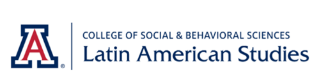 A
COLLEGE OF SOCIAL & BEHAVIORAL SCIENCES
Latin American Studies